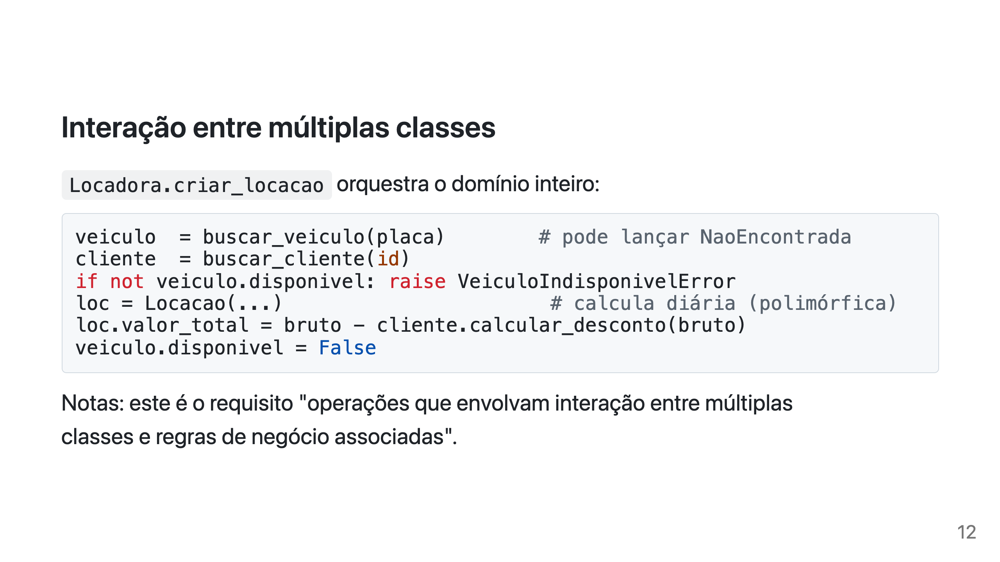 Interação entre múltiplas classes
Locadora.criar_locacao orquestra o domínio inteiro:
veiculo  = buscar_veiculo(placa)        # pode lançar NaoEncontrada
cliente  = buscar_cliente(id)
if not veiculo.disponivel: raise VeiculoIndisponivelError
loc = Locacao(...)                       # calcula diária (polimórfica)
loc.valor_total = bruto - cliente.calcular_desconto(bruto)
veiculo.disponivel = False
Notas: este é o requisito "operações que envolvam interação entre múltiplas
classes e regras de negócio associadas".
12